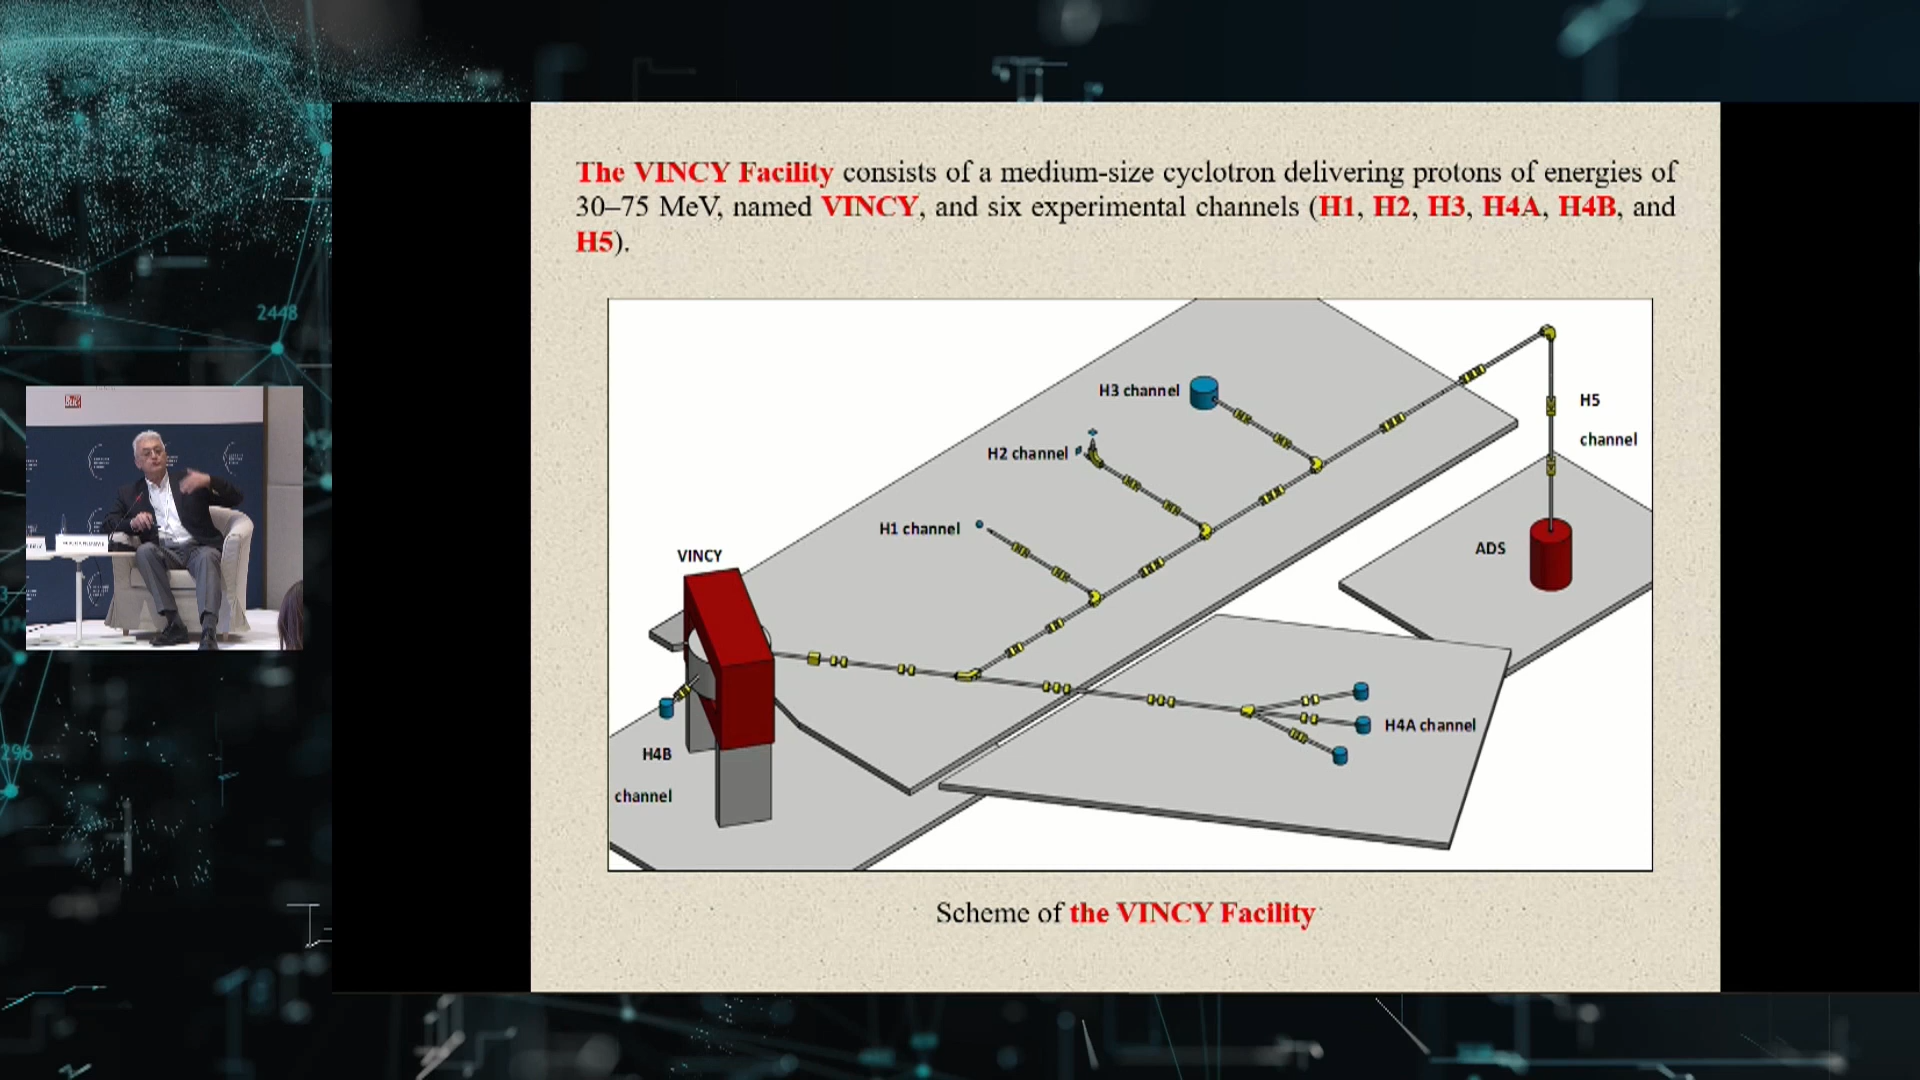 The VINCY Facility consists of a medium-size cyclotron delivering protons of energies of
30–75 MeV, named VINCY, and six experimental channels (H1, H2, H3, H4A, H4B, and
H5).
H3 channel
H5
channel
H2 channel
H1 channel
ADS
VINCY
H4A channel
H4B
channel
Scheme of the VINCY Facility
2448
296